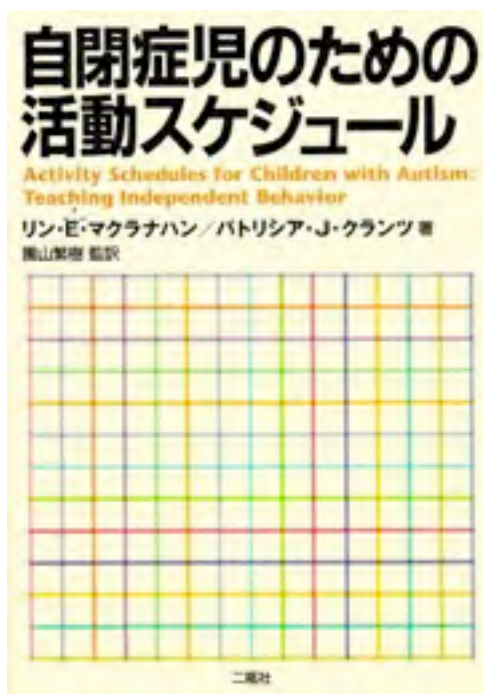 自閉症児のための
活動スケジュール
Activity Schedules for Children with Autism:
Teaching Independent Behavior
リン・E・マクラナハン／パトリシア・J・クランツ 著
園山繁樹 監訳
二瓶社